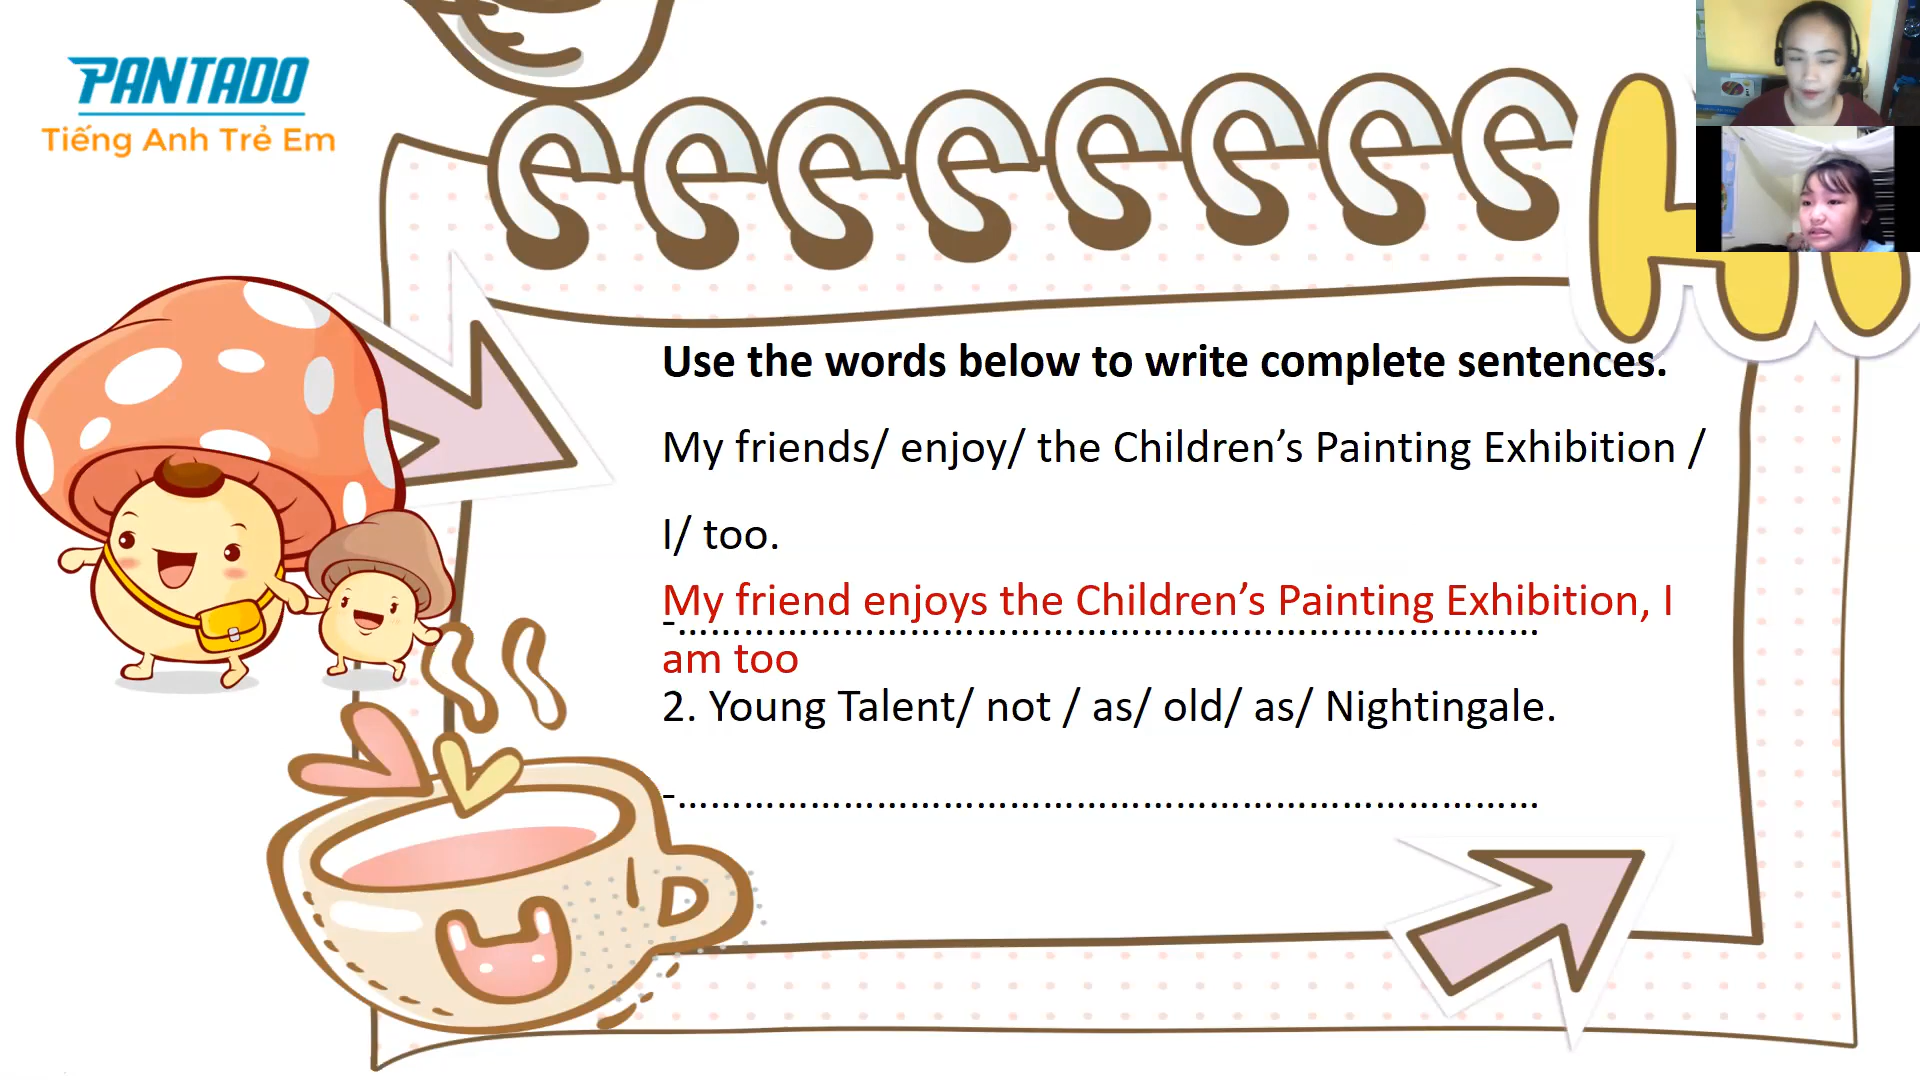 PANTADO
Tiếng Anh Trẻ Em
Hi
Use the words below to write complete sentences.
My friends/ enjoy/ the Children’s Painting Exhibition /
I/ too.
My friend enjoys the Children’s Painting Exhibition, I
-………………………………………………………………………
am too
2. Young Talent/ not / as/ old/ as/ Nightingale.
-………………………………………………………………………